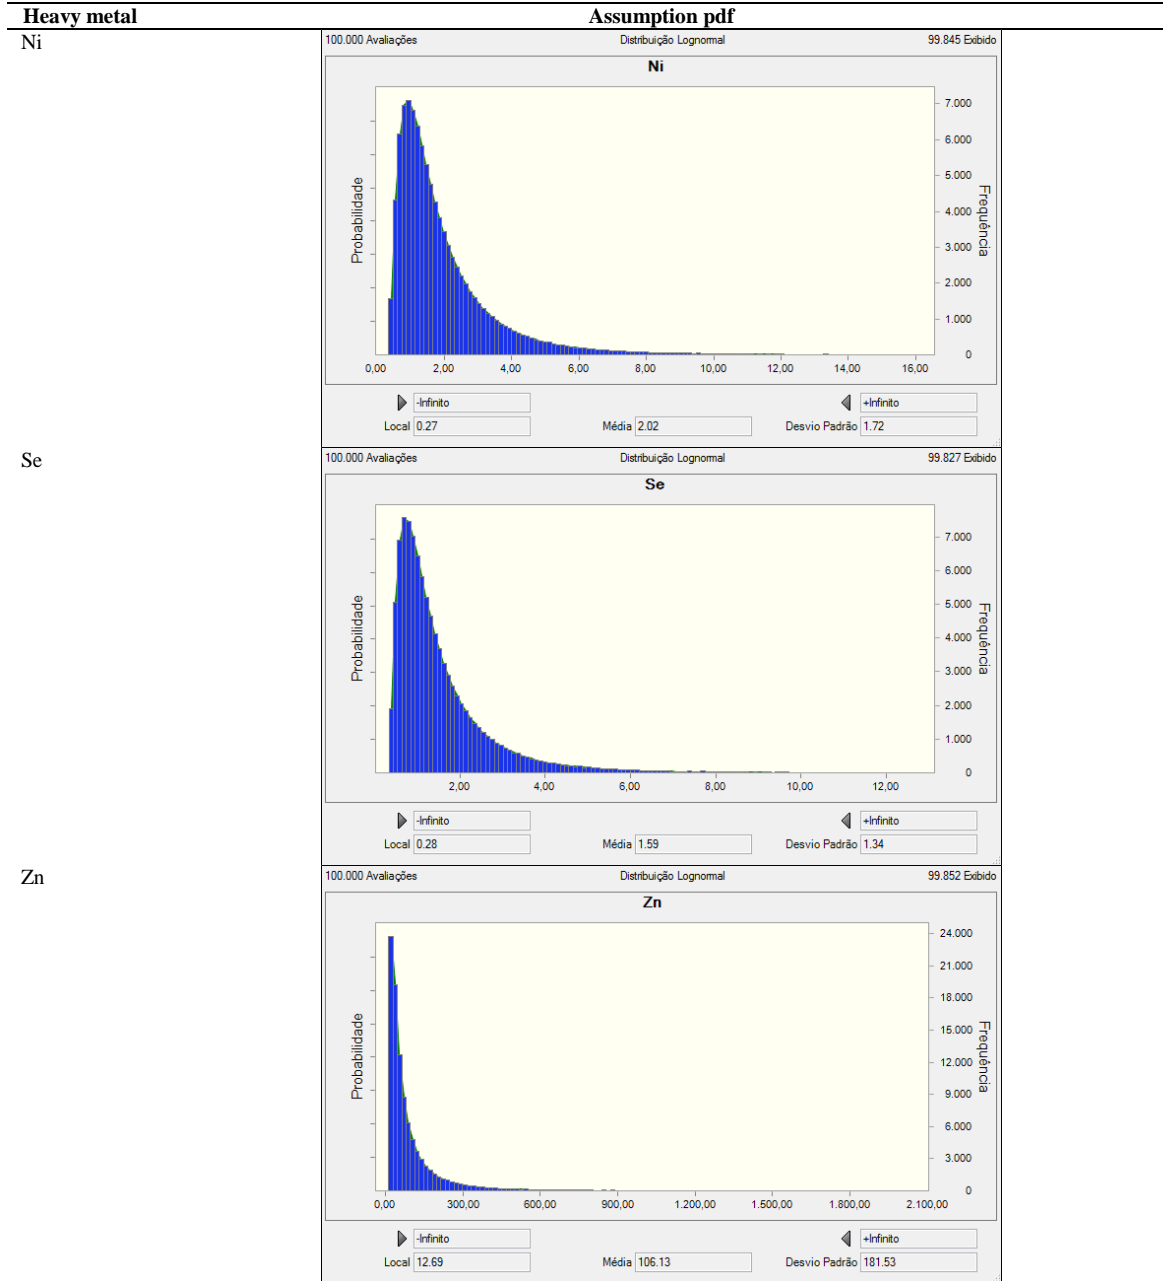 Heavy metal Assumption pdf
Ni
100.000 Avaliações Distribuição Lognormal 99.845 Exibido
Ni
Probabilidade
7.000
6.000
5.000
4.000
3.000
2.000
1.000
0
Frequência
0,00 2,00 4,00 6,00 8,00 10,00 12,00 14,00 16,00
-Infinito +Infinito
Local 0.27 Média 2.02 Desvio Padrão 1.72
Se
100.000 Avaliações Distribuição Lognormal 99.827 Exibido
Se
Probabilidade
7.000
6.000
5.000
4.000
3.000
2.000
1.000
0
Frequência
2,00 4,00 6,00 8,00 10,00 12,00
-Infinito +Infinito
Local 0.28 Média 1.59 Desvio Padrão 1.34
Zn
100.000 Avaliações Distribuição Lognormal 99.852 Exibido
Zn
Probabilidade
24.000
21.000
18.000
15.000
12.000
9.000
6.000
3.000
0
Frequência
0,00 300,00 600,00 900,00 1.200,00 1.500,00 1.800,00 2.100,00
-Infinito +Infinito
Local 12.69 Média 106.13 Desvio Padrão 181.53